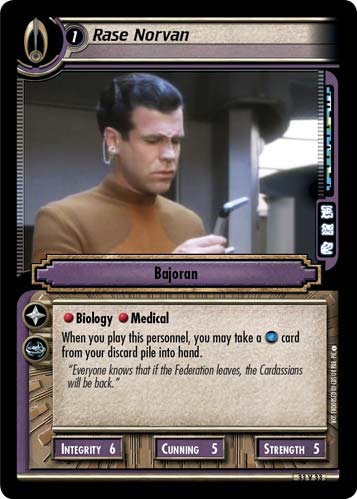 1 Rase Norvan
Bajoran
Biology Medical
When you play this personnel, you may take a card
from your discard pile into hand.
"Everyone knows that if the Federation leaves, the Cardassians
will be back."
INTEGRITY 6 CUNNING 5 STRENGTH 5
33 V 33